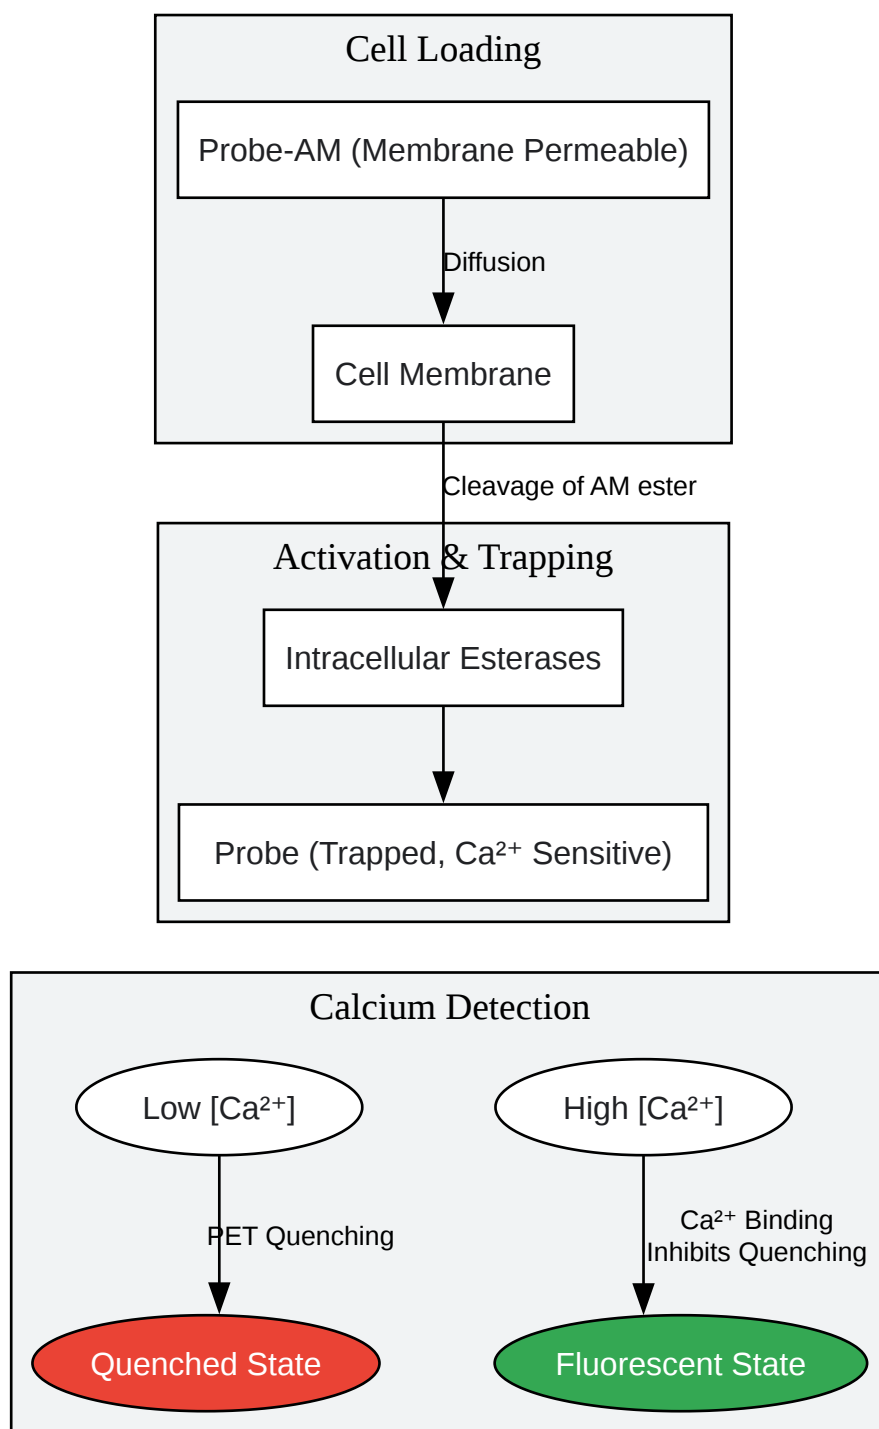 Cell Loading
Probe-AM (Membrane Permeable)
Diffusion
Cell Membrane
Cleavage of AM ester
Activation & Trapping
Intracellular Esterases
Probe (Trapped, Ca²⁺ Sensitive)
Calcium Detection
Low [Ca²⁺]
High [Ca²⁺]
PET Quenching
Ca²⁺ Binding
Inhibits Quenching
Quenched State
Fluorescent State